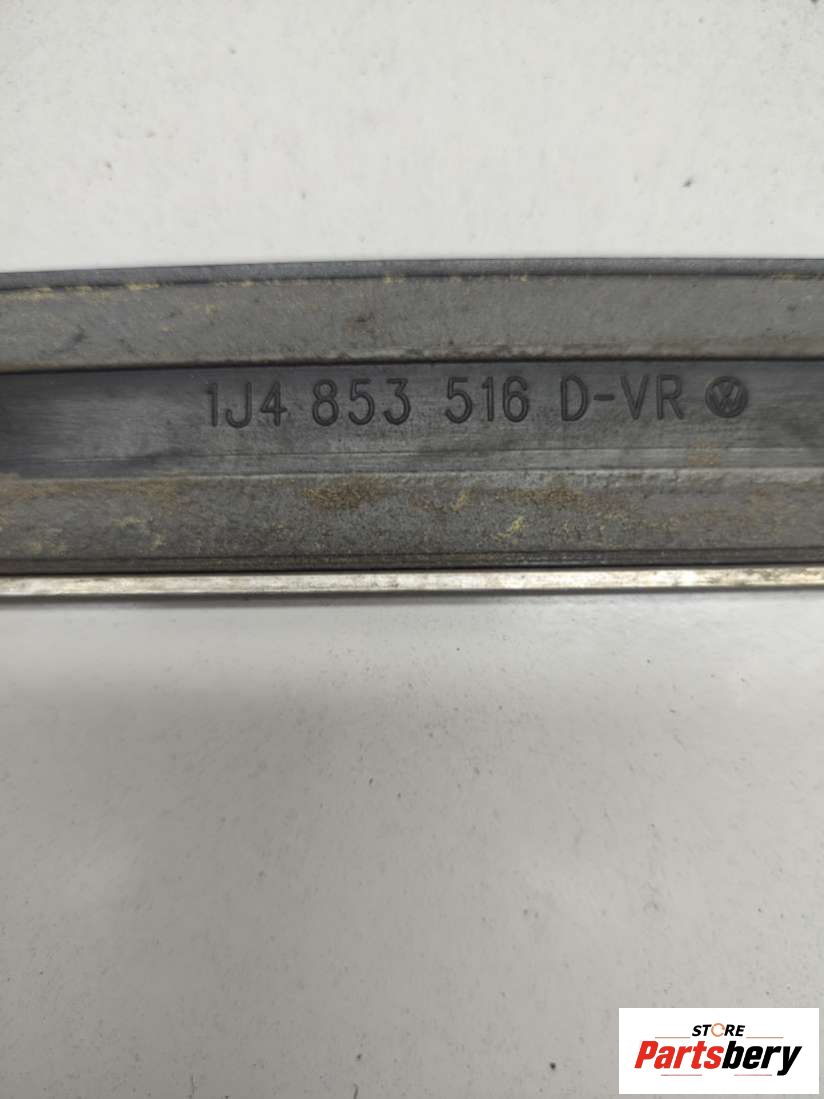 1J4 853 516 D-VR
STORE
Partsbery